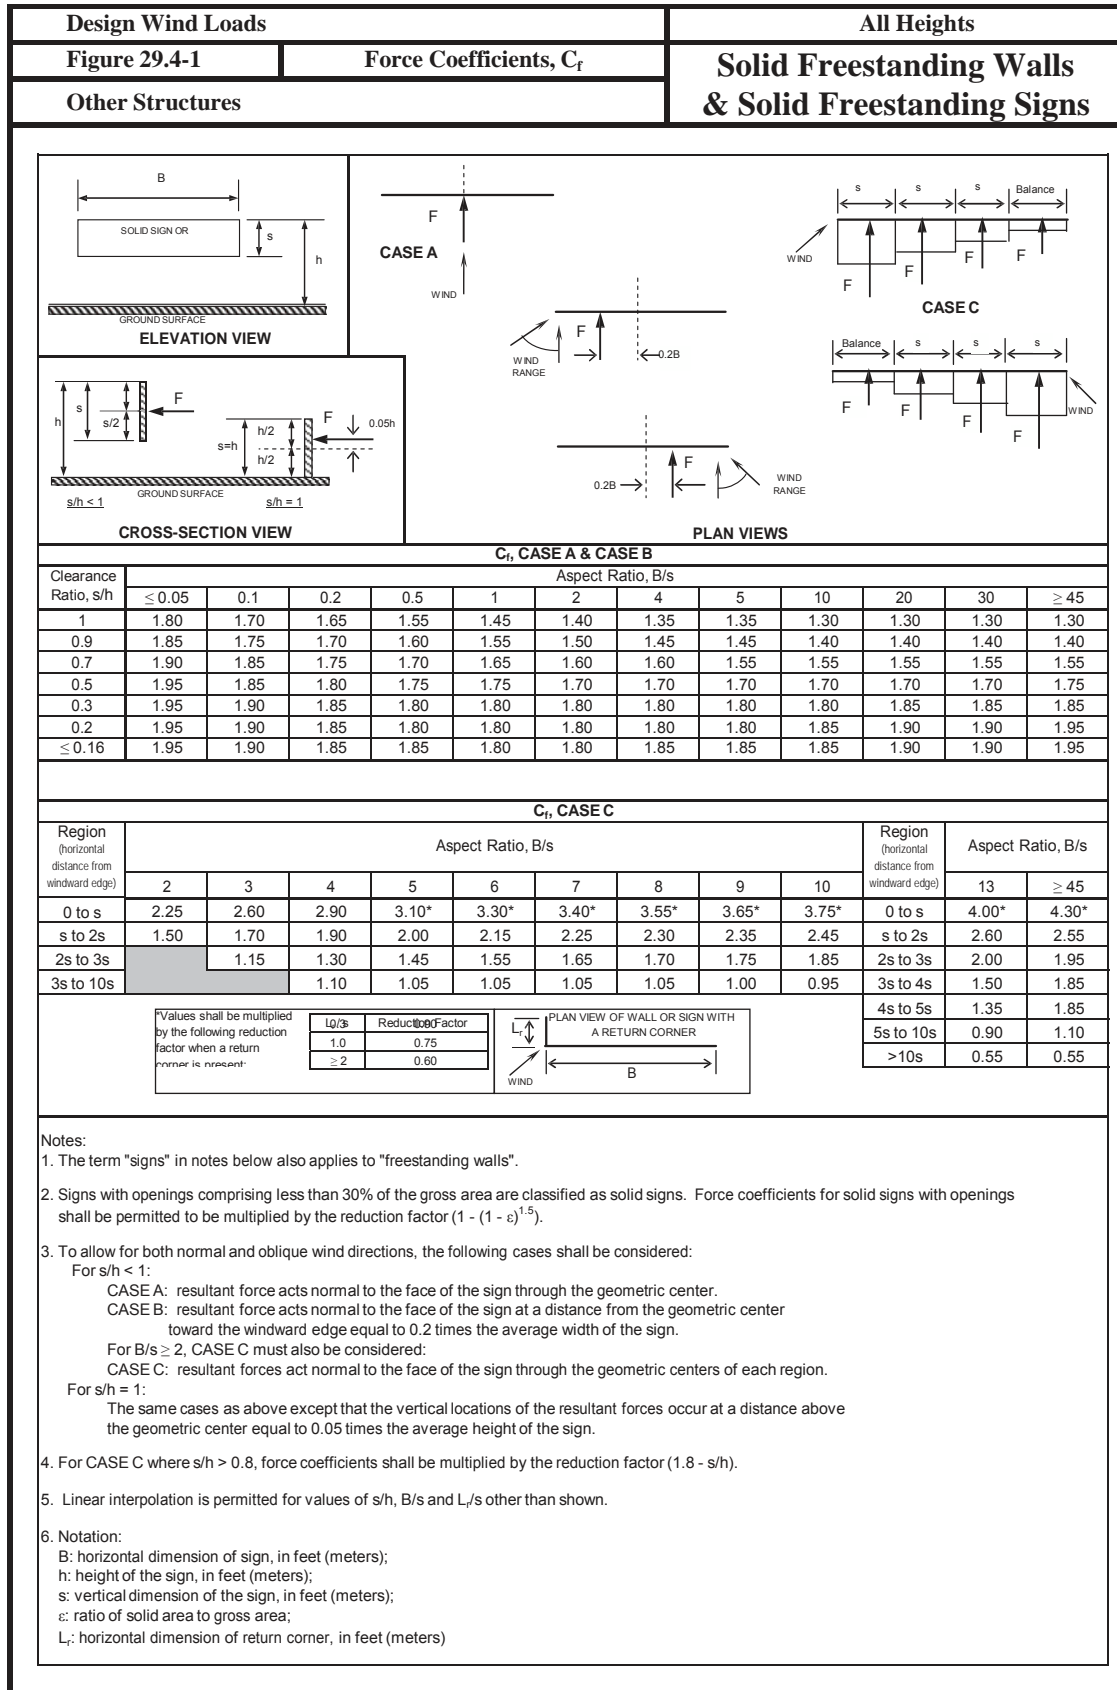 Design Wind Loads
All Heights
Figure 29.4-1
Force Coefficients, Cf
Solid Freestanding Walls
& Solid Freestanding Signs
Other Structures
B
SOLID SIGN OR
s
h
GROUND SURFACE
ELEVATION VIEW
F
CASE A
WIND
F
WIND
RANGE
0.2B
F
0.2B
WIND
RANGE
s s s Balance
WIND
F F F F
CASE C
Balance s s s
F F F F
WIND
PLAN VIEWS
h s s/2 F
s=h h/2 h/2 F 0.05h
GROUND SURFACE
s/h < 1
s/h = 1
CROSS-SECTION VIEW
Cf, CASE A & CASE B
Clearance
Ratio, s/h
Aspect Ratio, B/s
≤ 0.05 0.1 0.2 0.5 1 2 4 5 10 20 30 ≥ 45
1 1.80 1.70 1.65 1.55 1.45 1.40 1.35 1.35 1.30 1.30 1.30 1.30
0.9 1.85 1.75 1.70 1.60 1.55 1.50 1.45 1.45 1.40 1.40 1.40 1.40
0.7 1.90 1.85 1.75 1.70 1.65 1.60 1.60 1.55 1.55 1.55 1.55 1.55
0.5 1.95 1.85 1.80 1.75 1.75 1.70 1.70 1.70 1.70 1.70 1.70 1.75
0.3 1.95 1.90 1.85 1.80 1.80 1.80 1.80 1.80 1.80 1.85 1.85 1.85
0.2 1.95 1.90 1.85 1.80 1.80 1.80 1.80 1.80 1.85 1.90 1.90 1.95
≤ 0.16 1.95 1.90 1.85 1.85 1.80 1.80 1.85 1.85 1.85 1.90 1.90 1.95
Cf, CASE C
Region
(horizontal
distance from
windward edge)
Aspect Ratio, B/s
Region
(horizontal
distance from
windward edge)
Aspect Ratio, B/s
2 3 4 5 6 7 8 9 10 13 ≥ 45
0 to s 2.25 2.60 2.90 3.10* 3.30* 3.40* 3.55* 3.65* 3.75* 0 to s 4.00* 4.30*
s to 2s 1.50 1.70 1.90 2.00 2.15 2.25 2.30 2.35 2.45 s to 2s 2.60 2.55
2s to 3s 1.15 1.30 1.45 1.55 1.65 1.70 1.75 1.85 2s to 3s 2.00 1.95
3s to 10s 1.10 1.05 1.05 1.05 1.05 1.00 0.95 3s to 4s 1.50 1.85
4s to 5s 1.35 1.85
5s to 10s 0.90 1.10
>10s 0.55 0.55
*Values shall be multiplied
by the following reduction
factor when a return
corner is present:
Lr/s Reduction Factor
0.3 0.90
1.0 0.75
≥ 2 0.60
PLAN VIEW OF WALL OR SIGN WITH
A RETURN CORNER
Lr
B
WIND
Notes:
1. The term "signs" in notes below also applies to "freestanding walls".
2. Signs with openings comprising less than 30% of the gross area are classified as solid signs. Force coefficients for solid signs with openings
shall be permitted to be multiplied by the reduction factor (1 - (1 - ε)^1.5).
3. To allow for both normal and oblique wind directions, the following cases shall be considered:
For s/h < 1:
CASE A: resultant force acts normal to the face of the sign through the geometric center.
CASE B: resultant force acts normal to the face of the sign at a distance from the geometric center
toward the windward edge equal to 0.2 times the average width of the sign.
For B/s ≥ 2, CASE C must also be considered:
CASE C: resultant forces act normal to the face of the sign through the geometric centers of each region.
For s/h = 1:
The same cases as above except that the vertical locations of the resultant forces occur at a distance above
the geometric center equal to 0.05 times the average height of the sign.
4. For CASE C where s/h > 0.8, force coefficients shall be multiplied by the reduction factor (1.8 - s/h).
5. Linear interpolation is permitted for values of s/h, B/s and Lr/s other than shown.
6. Notation:
B: horizontal dimension of sign, in feet (meters);
h: height of the sign, in feet (meters);
s: vertical dimension of the sign, in feet (meters);
ε: ratio of solid area to gross area;
Lr: horizontal dimension of return corner, in feet (meters)